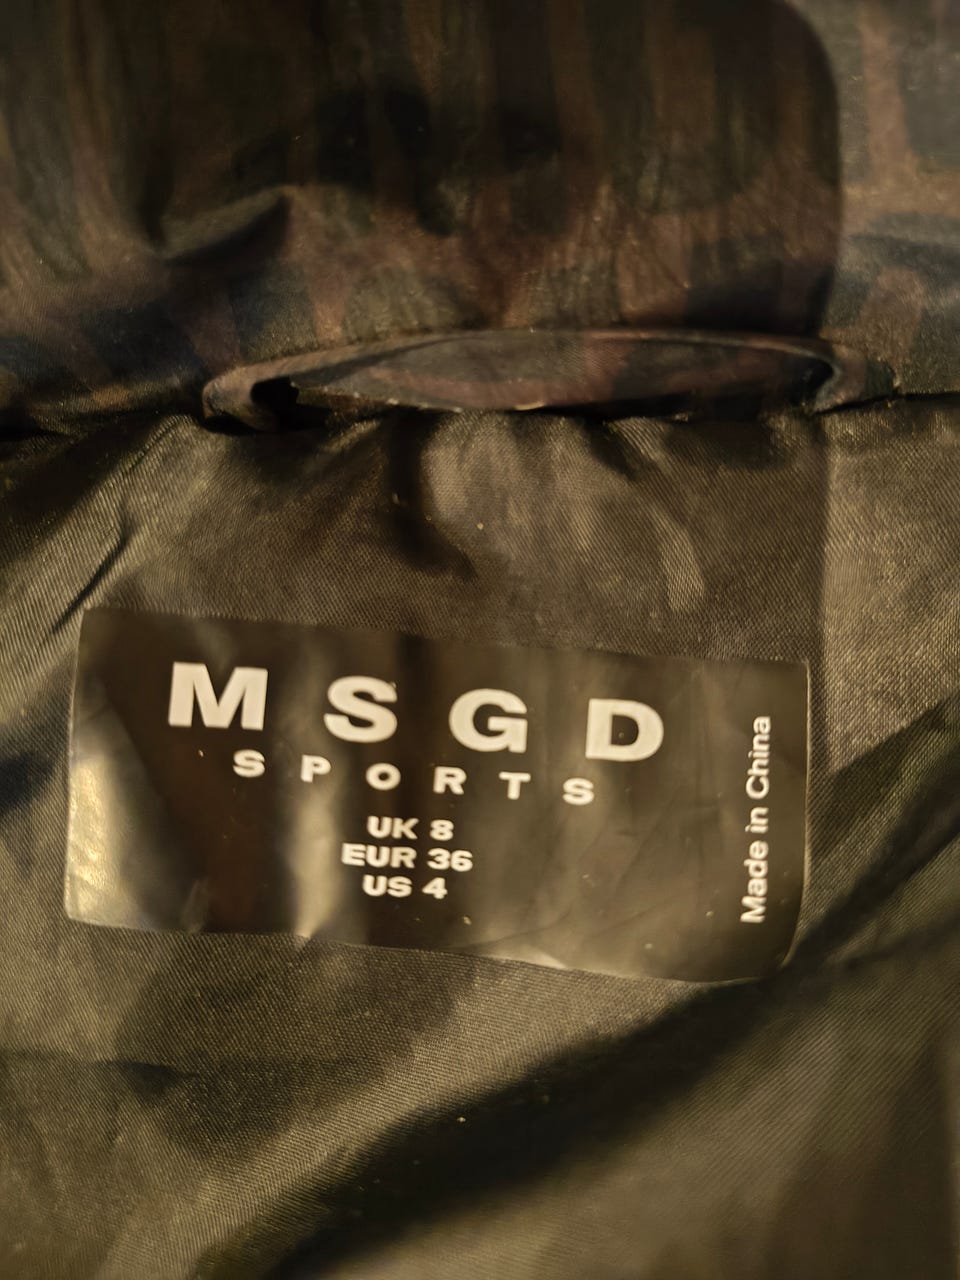 MSGD
SPORTS
UK 8
EUR 36
US 4
Made in China